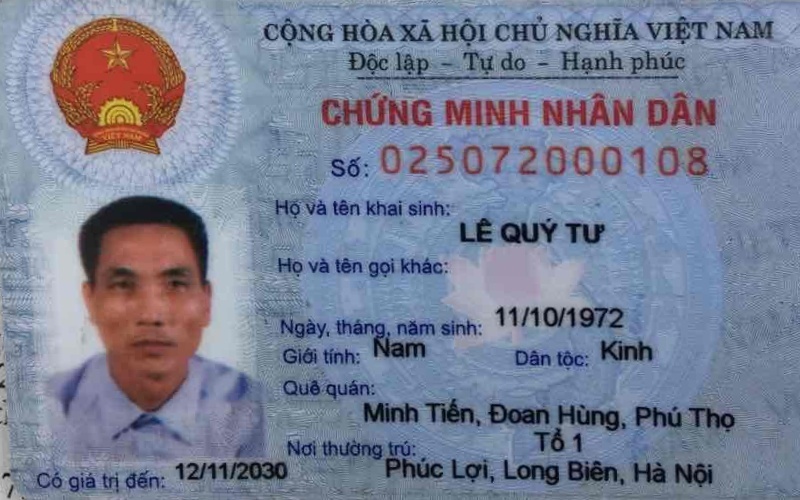 CỘNG HÒA XÃ HỘI CHỦ NGHĨA VIỆT NAM
Độc lập - Tự do - Hạnh phúc
CHỨNG MINH NHÂN DÂN
Số: 025072000108
Họ và tên khai sinh:
LÊ QUÝ TƯ
Họ và tên gọi khác:
Ngày, tháng, năm sinh: 11/10/1972
Giới tính: Nam Dân tộc: Kinh
Quê quán:
Minh Tiến, Đoan Hùng, Phú Thọ
Nơi thường trú: Tổ 1
Phúc Lợi, Long Biên, Hà Nội
Có giá trị đến: 12/11/2030
VIỆT NAM